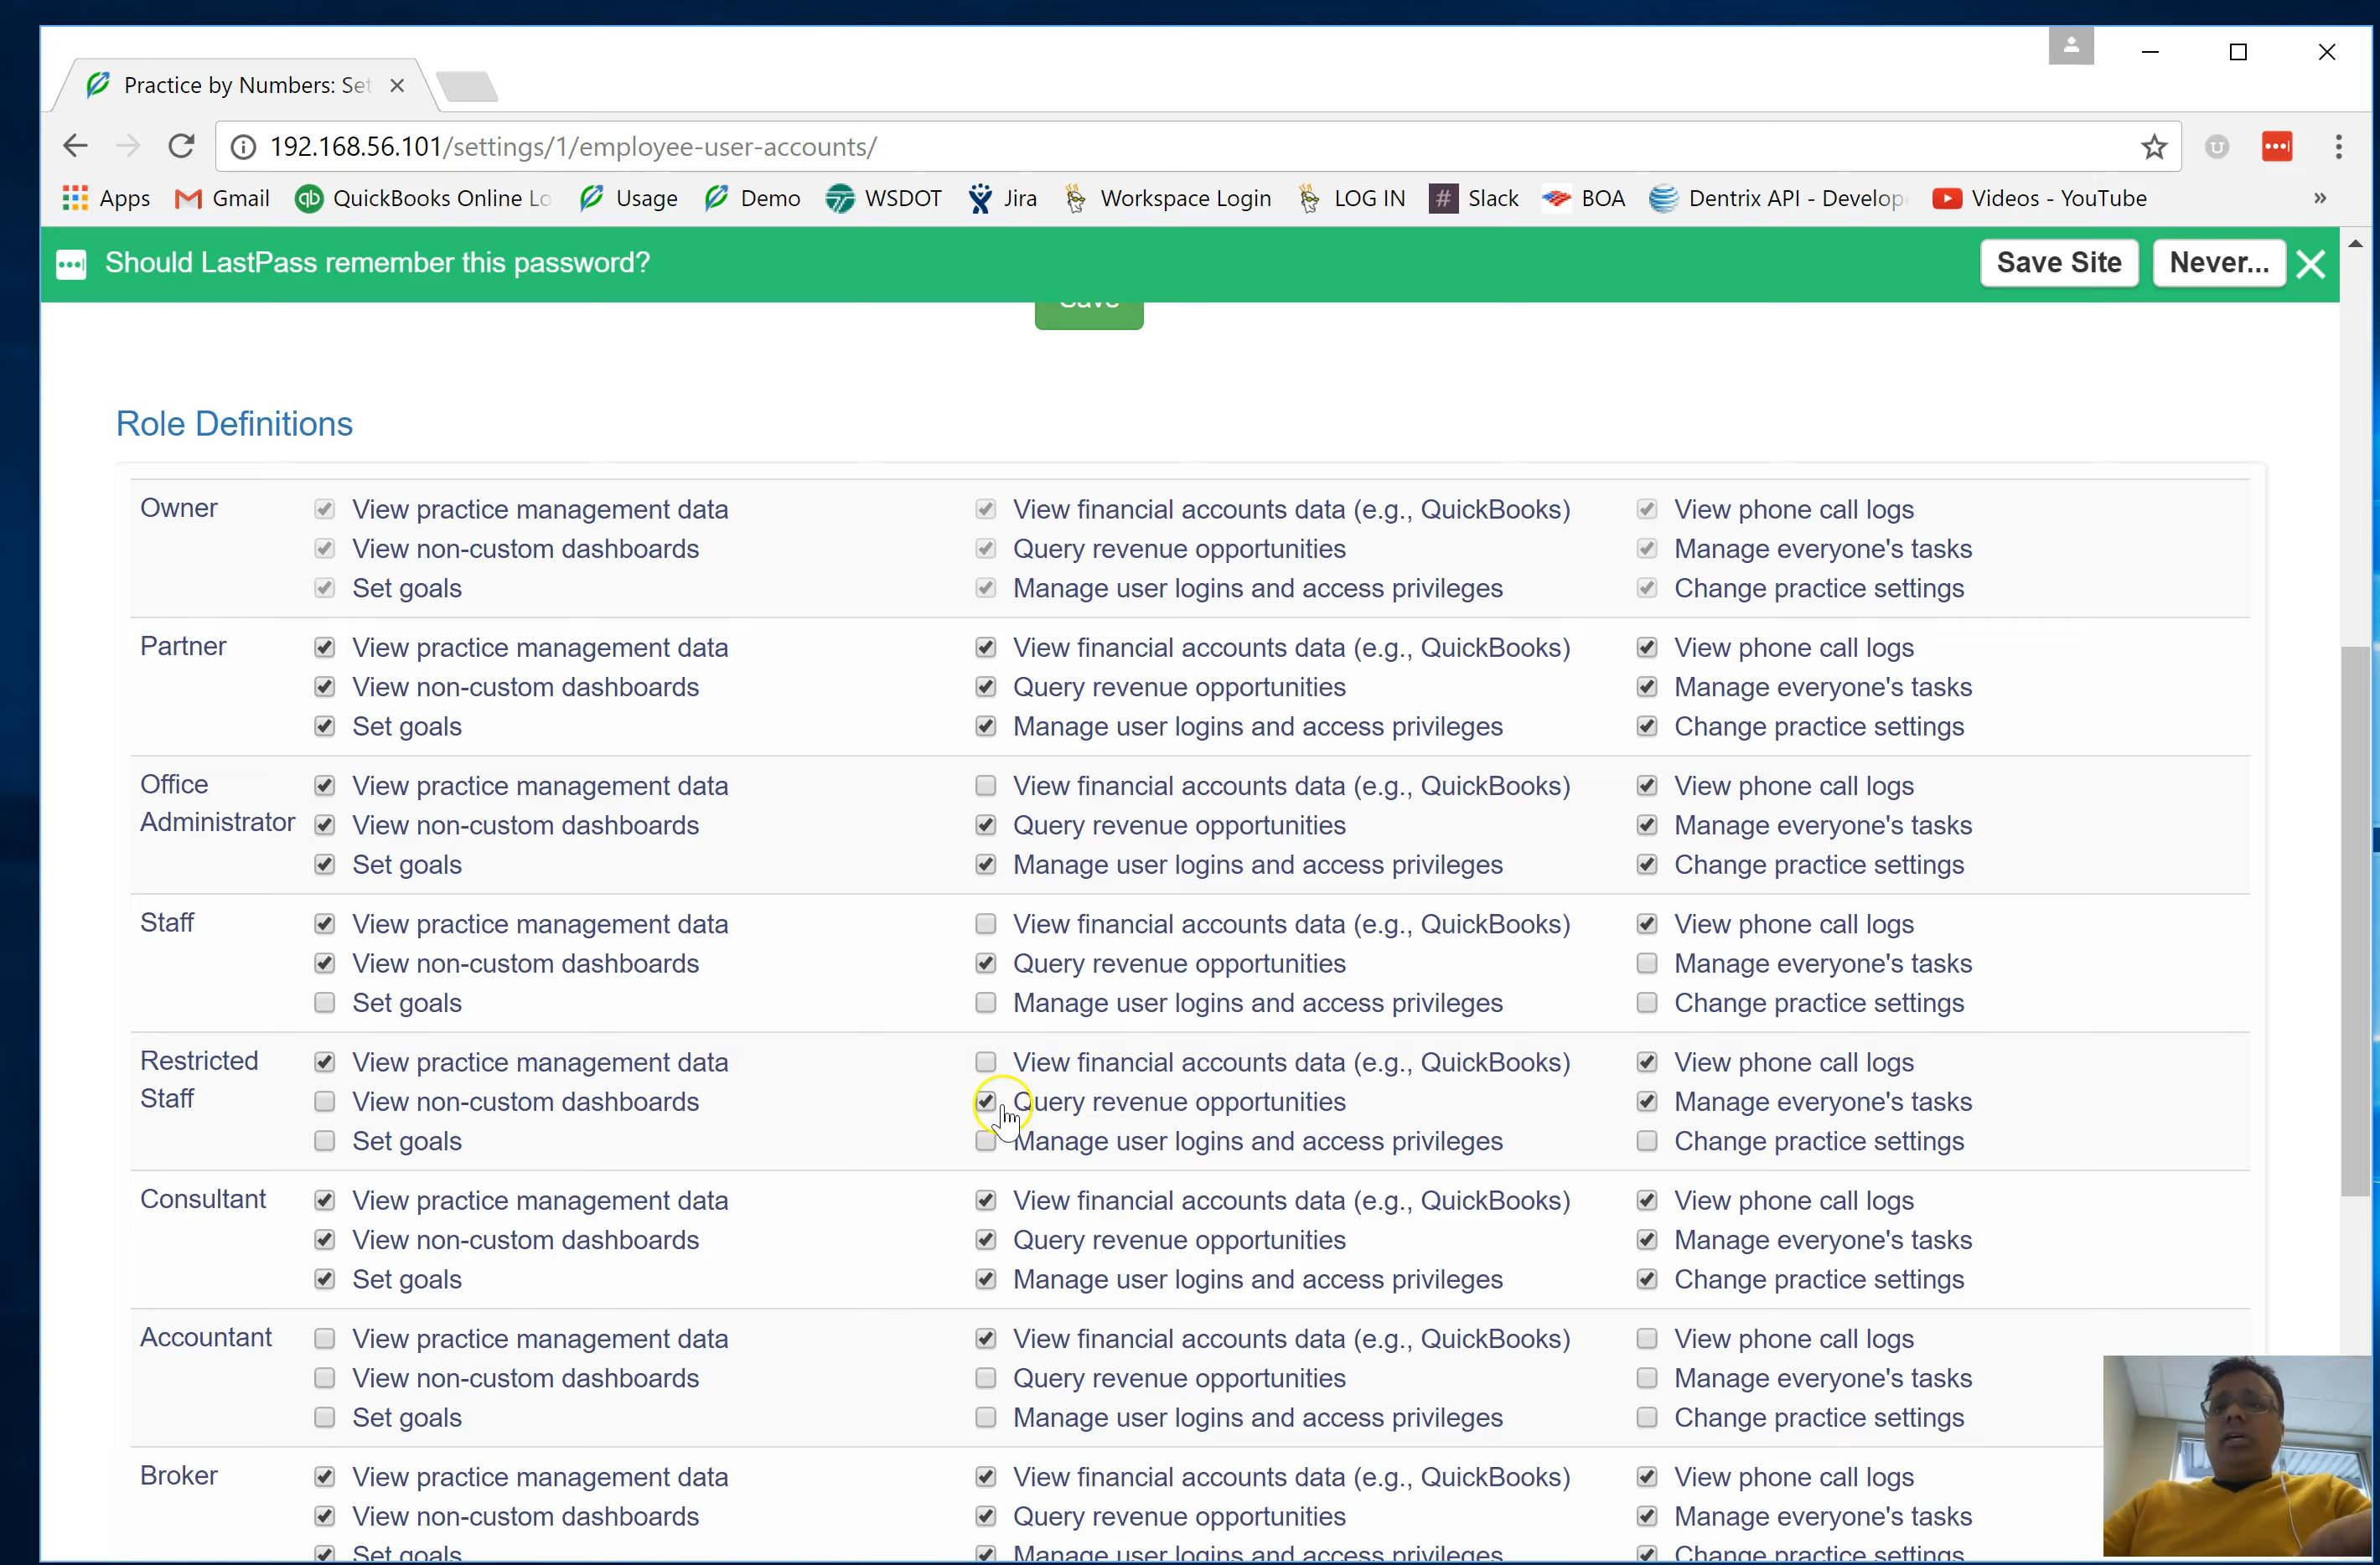 Practice by Numbers: Set
192.168.56.101/settings/1/employee-user-accounts/
Apps Gmail QuickBooks Online Lo Usage Demo WSDOT Jira Workspace Login LOG IN Slack BOA Dentrix API - Develop Videos - YouTube »
Should LastPass remember this password? Save Site Never...
Save
Role Definitions
Owner View practice management data View financial accounts data (e.g., QuickBooks) View phone call logs
View non-custom dashboards Query revenue opportunities Manage everyone's tasks
Set goals Manage user logins and access privileges Change practice settings
Partner View practice management data View financial accounts data (e.g., QuickBooks) View phone call logs
View non-custom dashboards Query revenue opportunities Manage everyone's tasks
Set goals Manage user logins and access privileges Change practice settings
Office View practice management data View financial accounts data (e.g., QuickBooks) View phone call logs
Administrator View non-custom dashboards Query revenue opportunities Manage everyone's tasks
Set goals Manage user logins and access privileges Change practice settings
Staff View practice management data View financial accounts data (e.g., QuickBooks) View phone call logs
View non-custom dashboards Query revenue opportunities Manage everyone's tasks
Set goals Manage user logins and access privileges Change practice settings
Restricted View practice management data View financial accounts data (e.g., QuickBooks) View phone call logs
Staff View non-custom dashboards Query revenue opportunities Manage everyone's tasks
Set goals Manage user logins and access privileges Change practice settings
Consultant View practice management data View financial accounts data (e.g., QuickBooks) View phone call logs
View non-custom dashboards Query revenue opportunities Manage everyone's tasks
Set goals Manage user logins and access privileges Change practice settings
Accountant View practice management data View financial accounts data (e.g., QuickBooks) View phone call logs
View non-custom dashboards Query revenue opportunities Manage everyone's tasks
Set goals Manage user logins and access privileges Change practice settings
Broker View practice management data View financial accounts data (e.g., QuickBooks) View phone call logs
View non-custom dashboards Query revenue opportunities Manage everyone's tasks
Set goals Manage user logins and access privileges Change practice settings